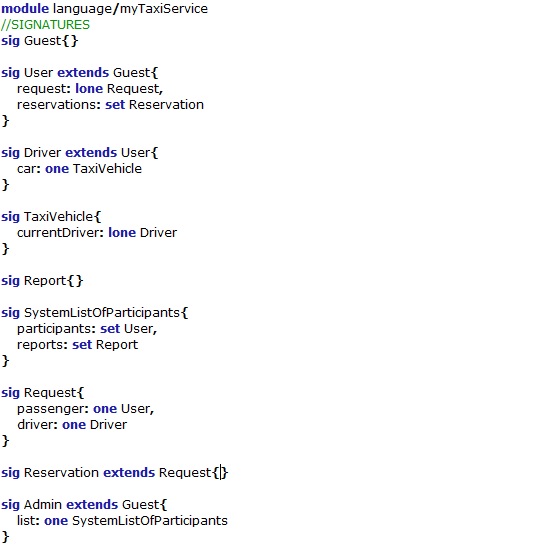 module language/myTaxiService
//SIGNATURES
sig Guest{}
sig User extends Guest{
request: lone Request,
reservations: set Reservation
}
sig Driver extends User{
car: one TaxiVehicle
}
sig TaxiVehicle{
currentDriver: lone Driver
}
sig Report{}
sig SystemListOfParticipants{
participants: set User,
reports: set Report
}
sig Request{
passenger: one User,
driver: one Driver
}
sig Reservation extends Request{}
sig Admin extends Guest{
list: one SystemListOfParticipants
}